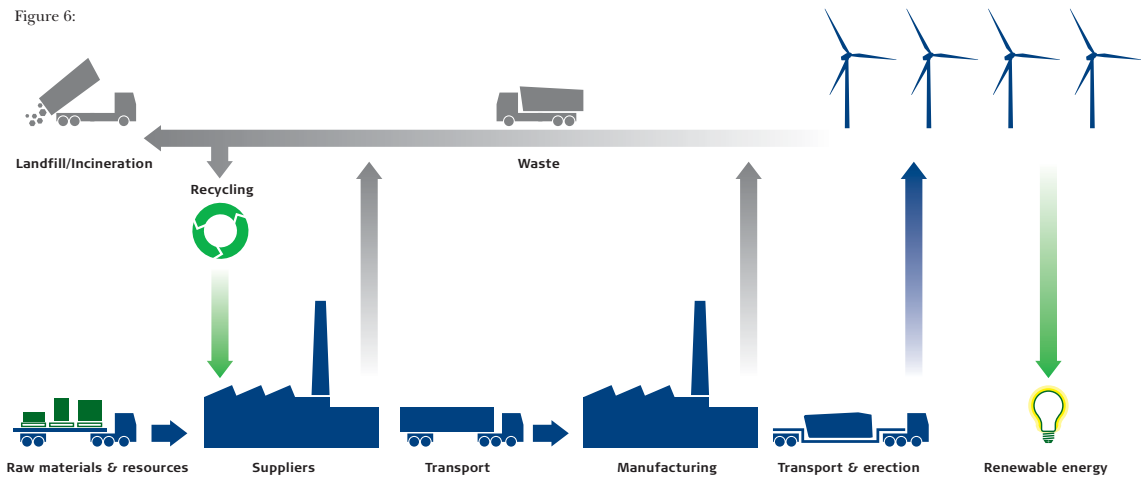 Figure 6:
Landfill/Incineration
Waste
Recycling
Raw materials & resources
Suppliers
Transport
Manufacturing
Transport & erection
Renewable energy